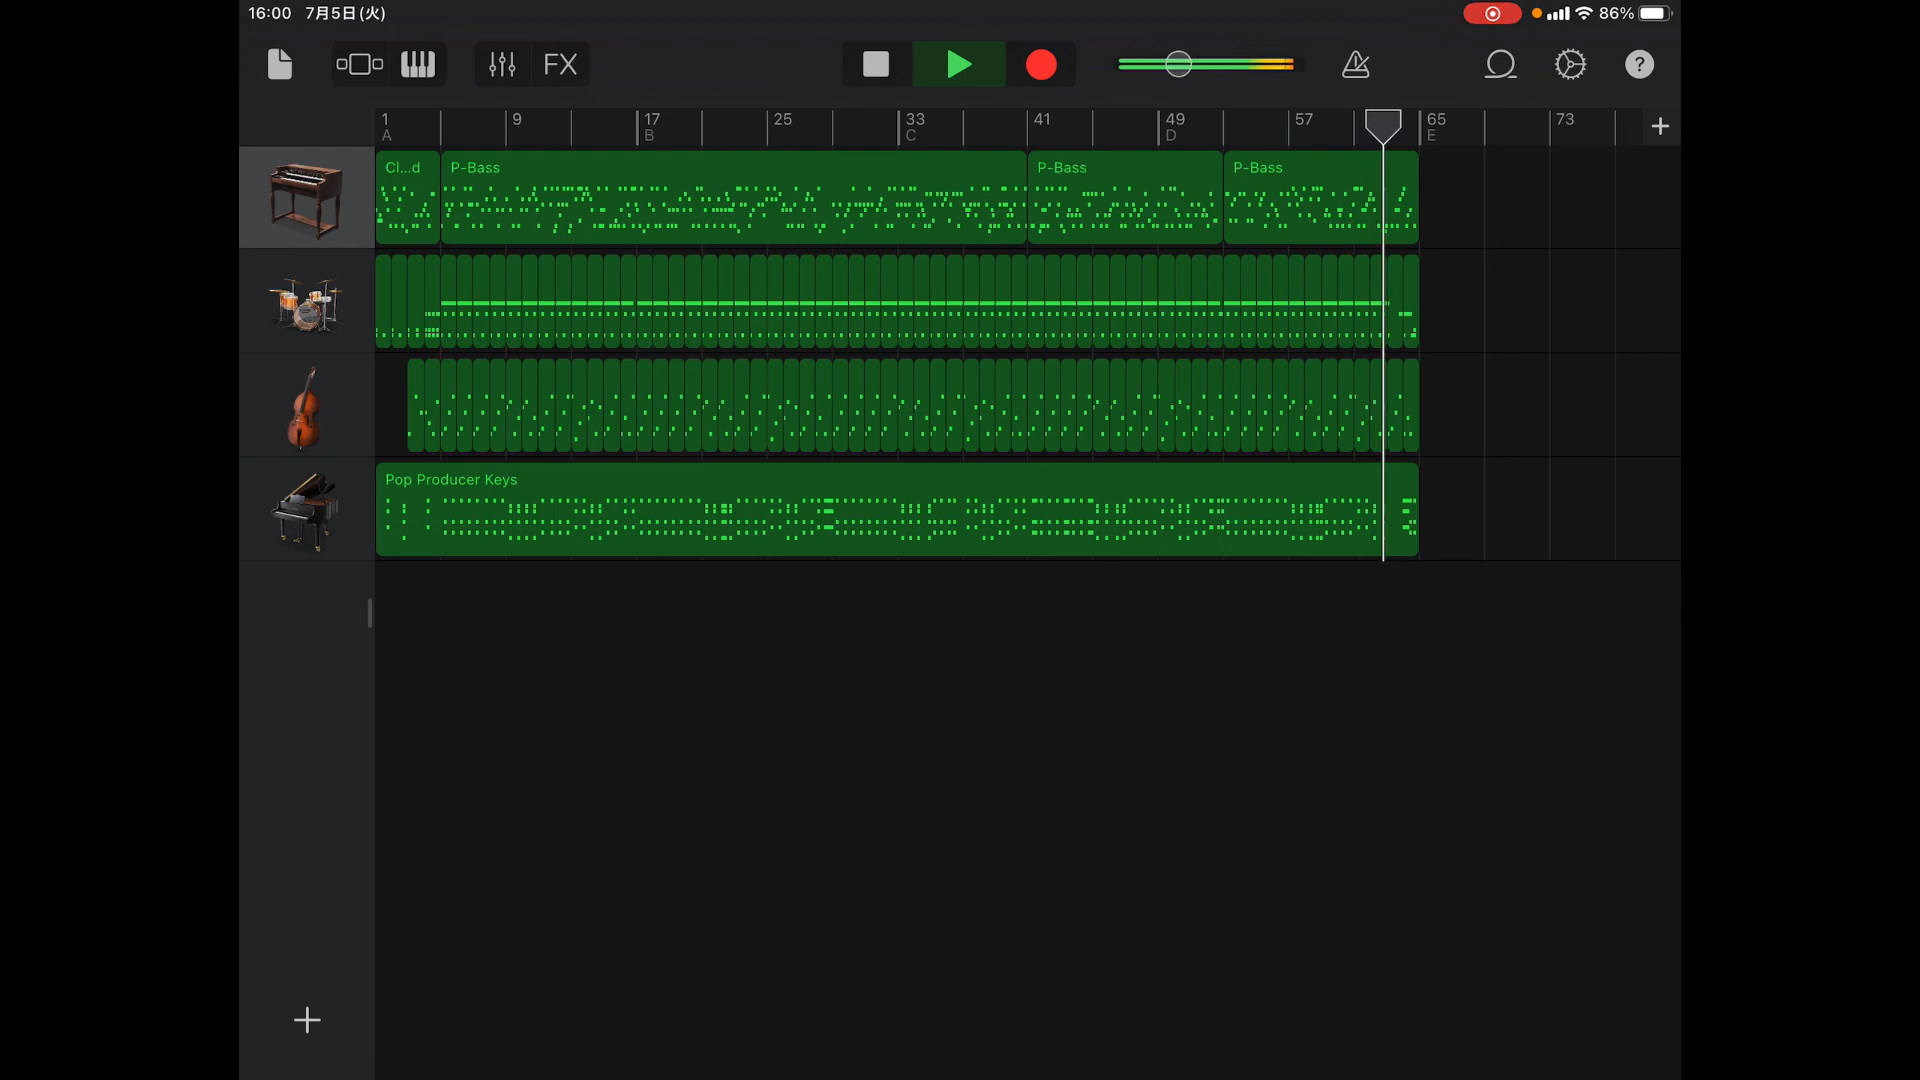 16:00 7月5日(火) 86%
FX
1 9 17 25 33 41 49 57 65 73
A B C D E
Cl...d P-Bass P-Bass P-Bass
Pop Producer Keys